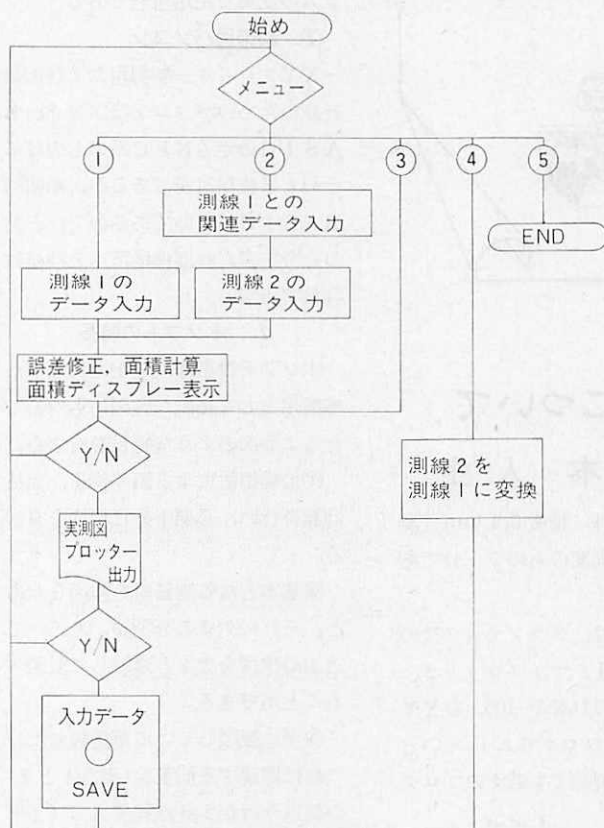 始め
メニュー
1
2
3
4
5
測線1との
関連データ入力
END
測線1の
データ入力
測線2の
データ入力
誤差修正、面積計算
面積ディスプレー表示
Y/N
測線2を
測線1に変換
実測図
プロッター
出力
Y/N
入力データ
SAVE
について